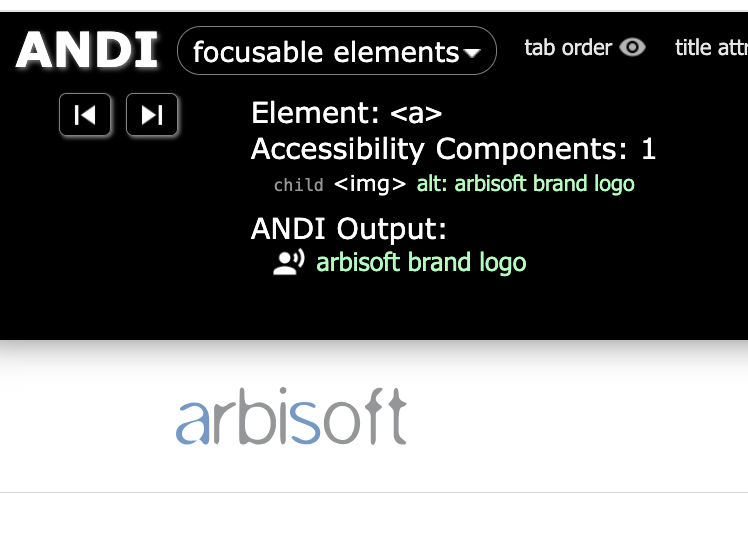 ANDI focusable elements tab order title attr
Element: <a>
Accessibility Components: 1
child <img> alt: arbisoft brand logo
ANDI Output:
arbisoft brand logo
arbisoft